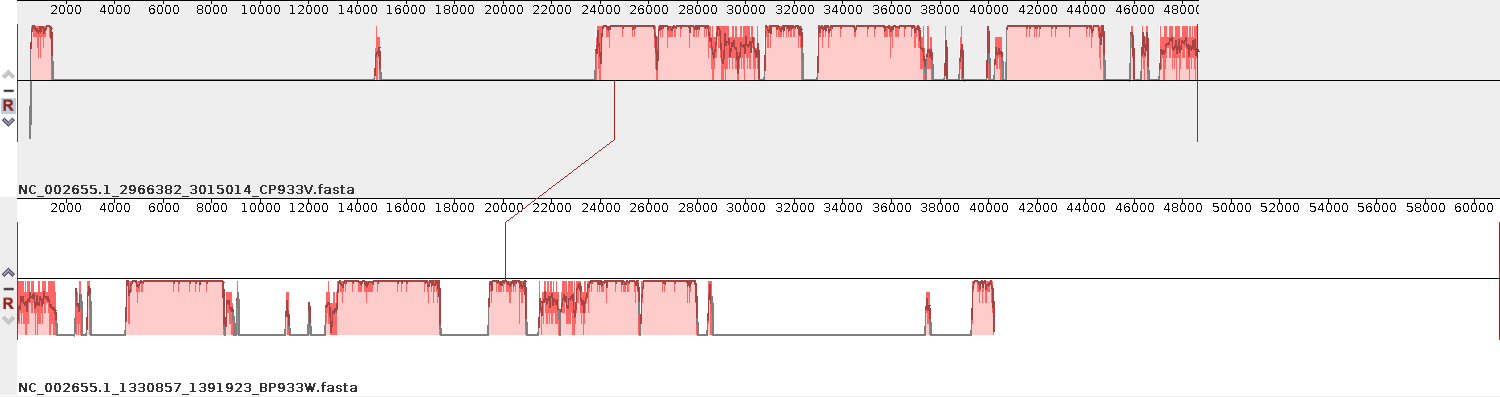 2000 4000 6000 8000 10000 12000 14000 16000 18000 20000 22000 24000 26000 28000 30000 32000 34000 36000 38000 40000 42000 44000 46000 4800
R
NC_002655.1_2966382_3015014_CP933V.fasta
2000 4000 6000 8000 10000 12000 14000 16000 18000 20000 22000 24000 26000 28000 30000 32000 34000 36000 38000 40000 42000 44000 46000 48000 50000 52000 54000 56000 58000 60000
R
NC_002655.1_1330857_1391923_BP933W.fasta